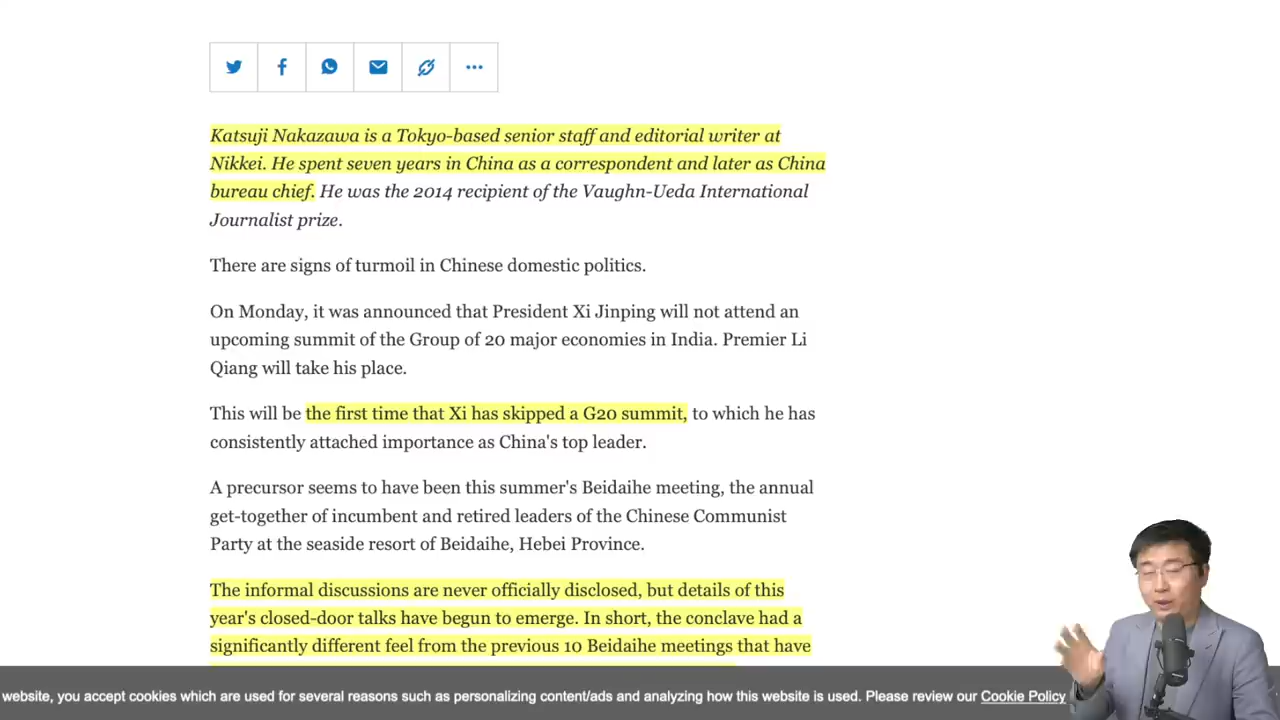 Katsuji Nakazawa is a Tokyo-based senior staff and editorial writer at
Nikkei. He spent seven years in China as a correspondent and later as China
bureau chief. He was the 2014 recipient of the Vaughn-Ueda International
Journalist prize.
There are signs of turmoil in Chinese domestic politics.
On Monday, it was announced that President Xi Jinping will not attend an
upcoming summit of the Group of 20 major economies in India. Premier Li
Qiang will take his place.
This will be the first time that Xi has skipped a G20 summit, to which he has
consistently attached importance as China's top leader.
A precursor seems to have been this summer's Beidaihe meeting, the annual
get-together of incumbent and retired leaders of the Chinese Communist
Party at the seaside resort of Beidaihe, Hebei Province.
The informal discussions are never officially disclosed, but details of this
year's closed-door talks have begun to emerge. In short, the conclave had a
significantly different feel from the previous 10 Beidaihe meetings that have
website, you accept cookies which are used for several reasons such as personalizing content/ads and analyzing how this website is used. Please review our Cookie Policy